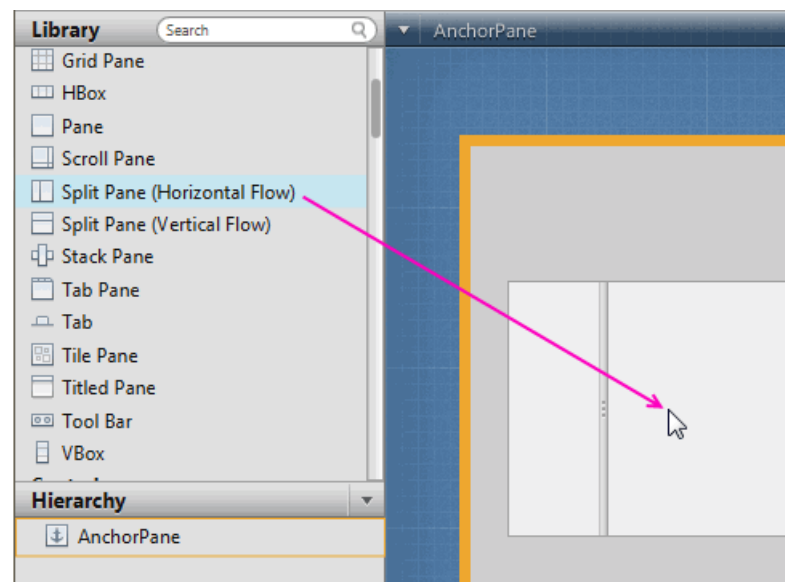 Library
Search
AnchorPane
Grid Pane
HBox
Pane
Scroll Pane
Split Pane (Horizontal Flow)
Split Pane (Vertical Flow)
Stack Pane
Tab Pane
Tab
Tile Pane
Titled Pane
Tool Bar
VBox
Hierarchy
AnchorPane